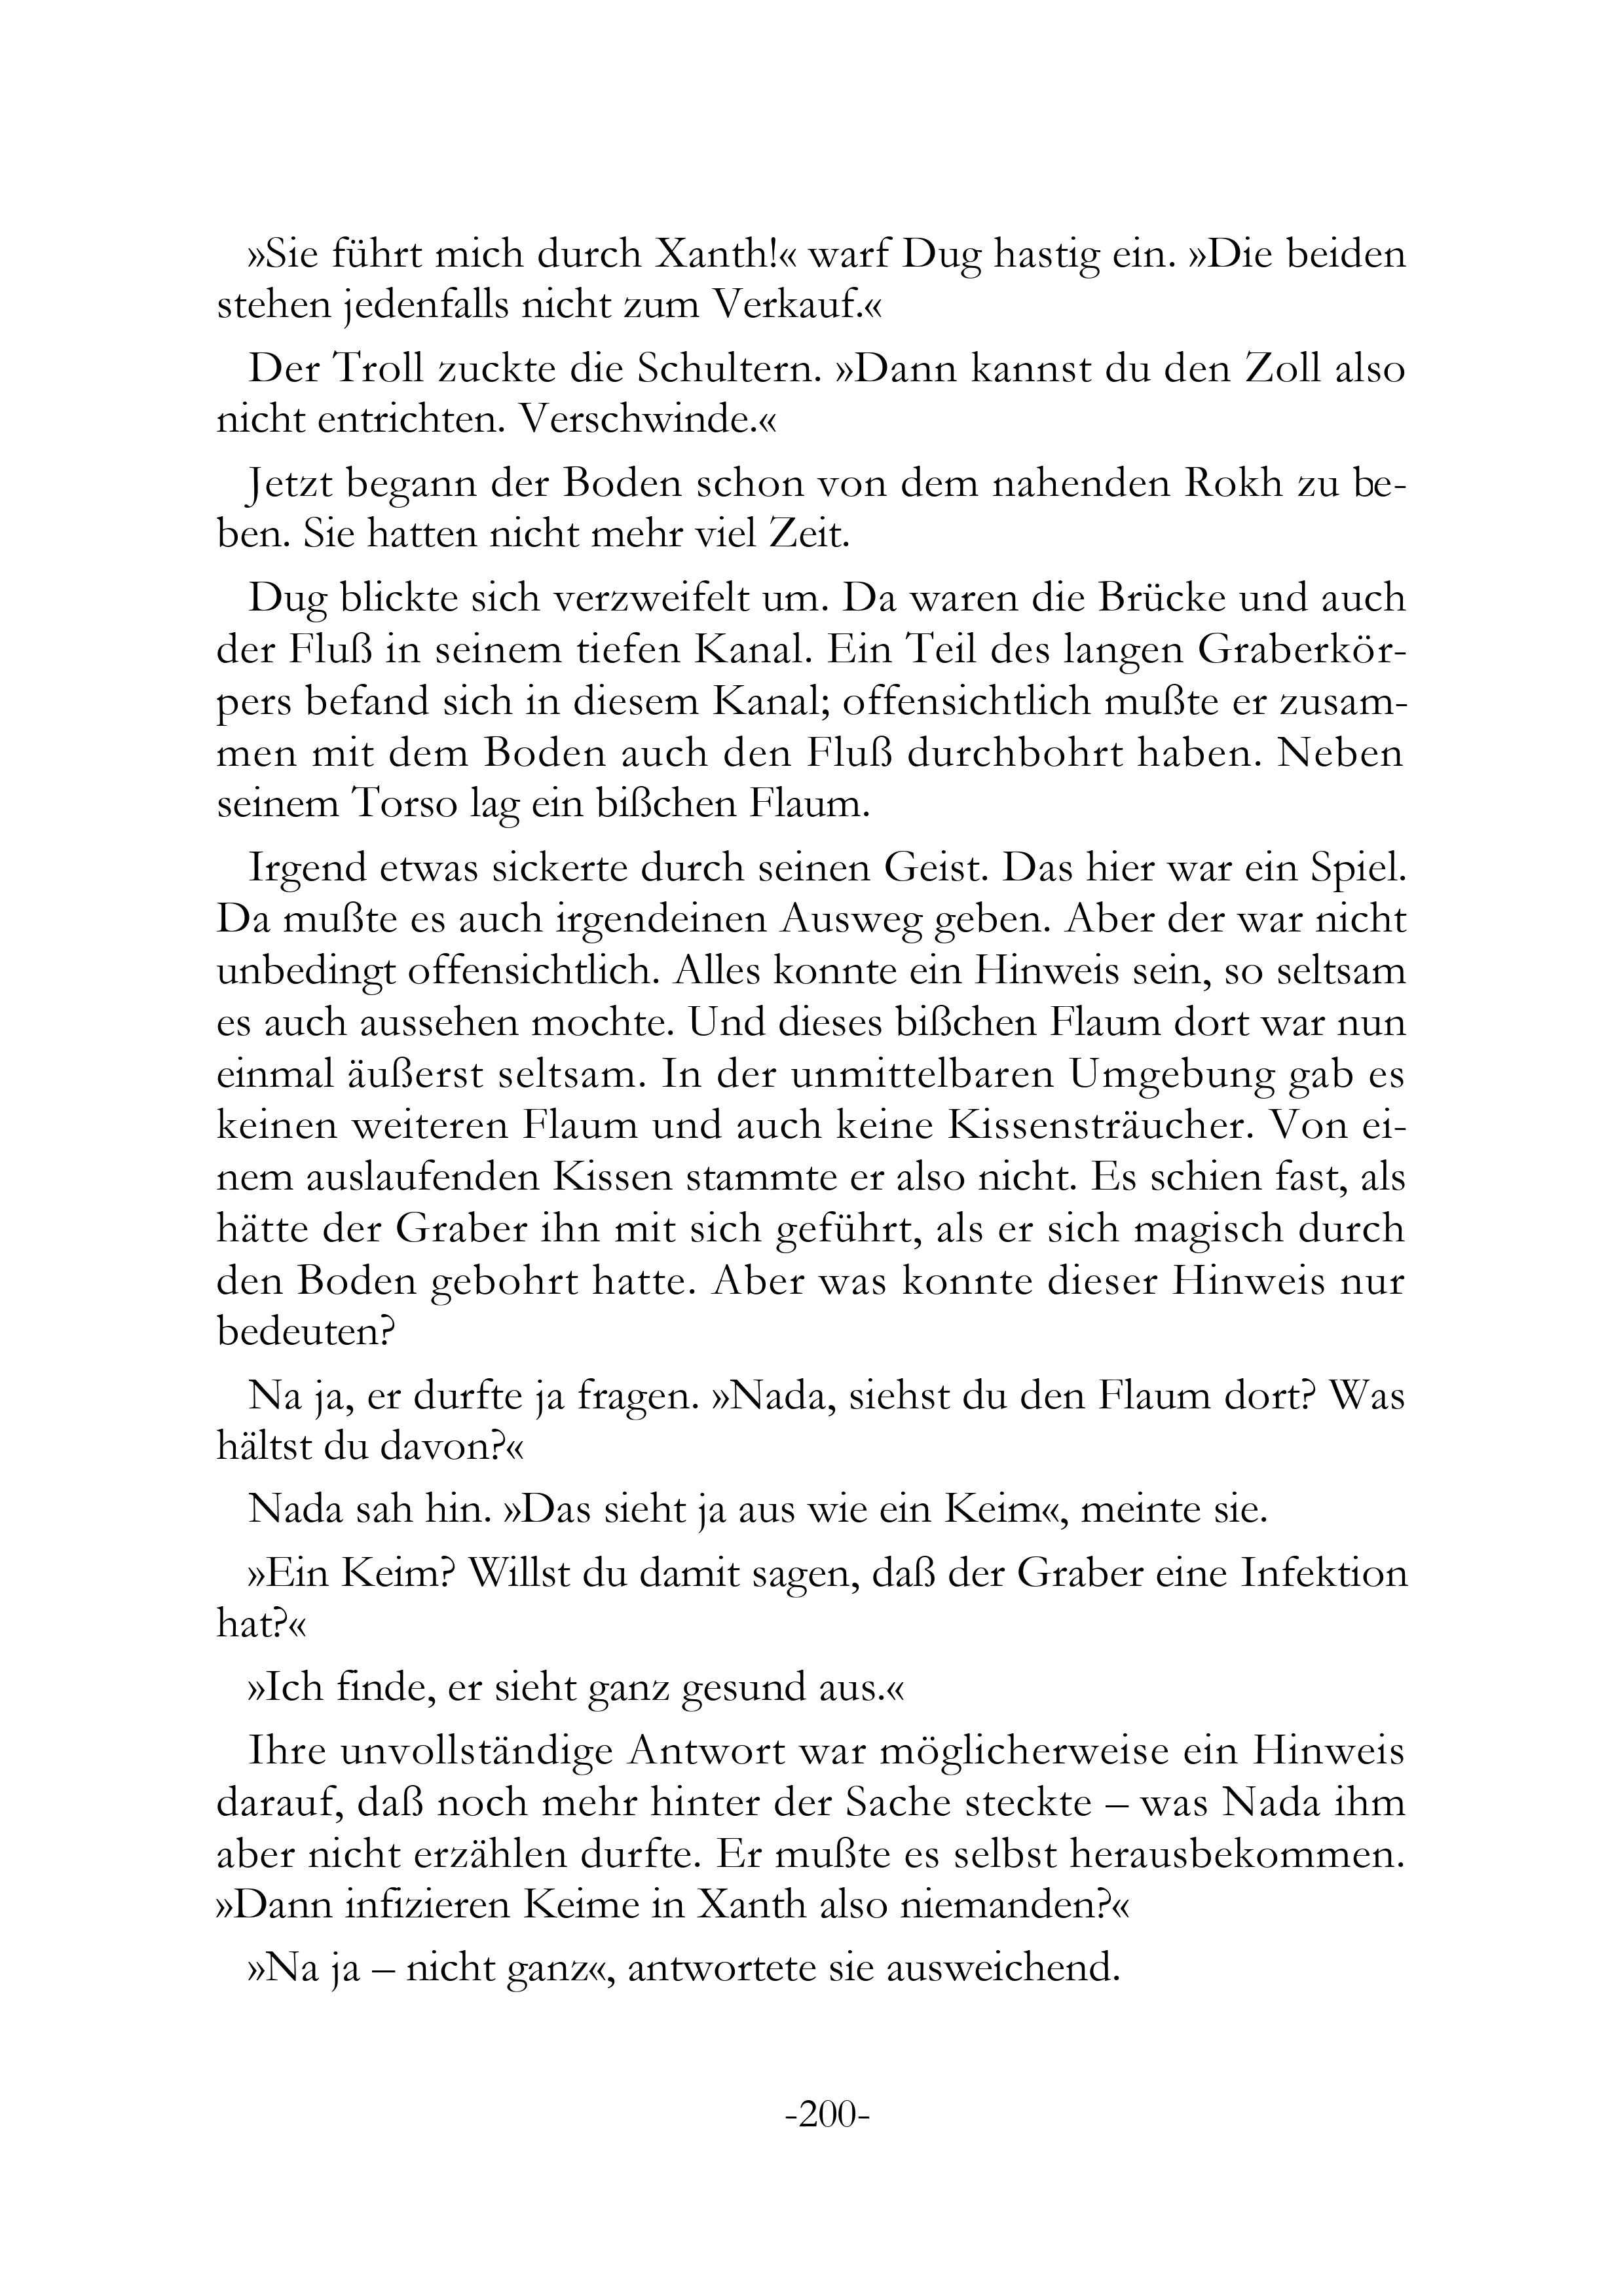 »Sie führt mich durch Xanth!« warf Dug hastig ein. »Die beiden
stehen jedenfalls nicht zum Verkauf.«
Der Troll zuckte die Schultern. »Dann kannst du den Zoll also
nicht entrichten. Verschwinde.«
Jetzt begann der Boden schon von dem nahenden Rokh zu be-
ben. Sie hatten nicht mehr viel Zeit.
Dug blickte sich verzweifelt um. Da waren die Brücke und auch
der Fluß in seinem tiefen Kanal. Ein Teil des langen Graberkör-
pers befand sich in diesem Kanal; offensichtlich mußte er zusam-
men mit dem Boden auch den Fluß durchbohrt haben. Neben
seinem Torso lag ein bißchen Flaum.
Irgend etwas sickerte durch seinen Geist. Das hier war ein Spiel.
Da mußte es auch irgendeinen Ausweg geben. Aber der war nicht
unbedingt offensichtlich. Alles konnte ein Hinweis sein, so seltsam
es auch aussehen mochte. Und dieses bißchen Flaum dort war nun
einmal äußerst seltsam. In der unmittelbaren Umgebung gab es
keinen weiteren Flaum und auch keine Kissensträucher. Von ei-
nem auslaufenden Kissen stammte er also nicht. Es schien fast, als
hätte der Graber ihn mit sich geführt, als er sich magisch durch
den Boden gebohrt hatte. Aber was konnte dieser Hinweis nur
bedeuten?
Na ja, er durfte ja fragen. »Nada, siehst du den Flaum dort? Was
hältst du davon?«
Nada sah hin. »Das sieht ja aus wie ein Keim«, meinte sie.
»Ein Keim? Willst du damit sagen, daß der Graber eine Infektion
hat?«
»Ich finde, er sieht ganz gesund aus.«
Ihre unvollständige Antwort war möglicherweise ein Hinweis
darauf, daß noch mehr hinter der Sache steckte – was Nada ihm
aber nicht erzählen durfte. Er mußte es selbst herausbekommen.
»Dann infizieren Keime in Xanth also niemanden?«
»Na ja – nicht ganz«, antwortete sie ausweichend.
-200-